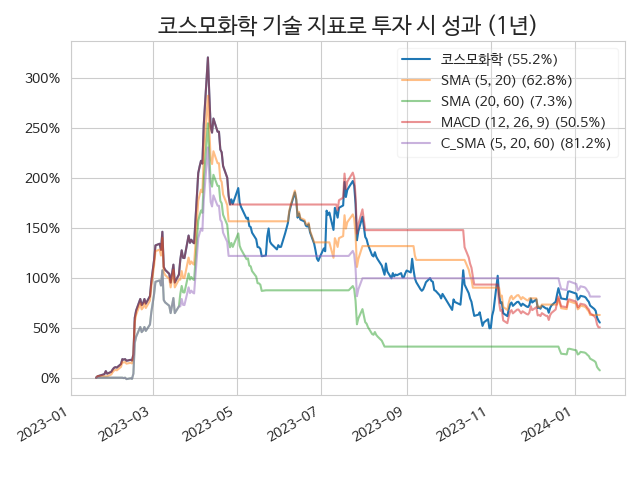 코스모화학 기술 지표로 투자 시 성과 (1년)
코스모화학 (55.2%)
SMA (5, 20) (62.8%)
SMA (20, 60) (7.3%)
MACD (12, 26, 9) (50.5%)
C_SMA (5, 20, 60) (81.2%)
300%
250%
200%
150%
100%
50%
0%
2023-01
2023-03
2023-05
2023-07
2023-09
2023-11
2024-01